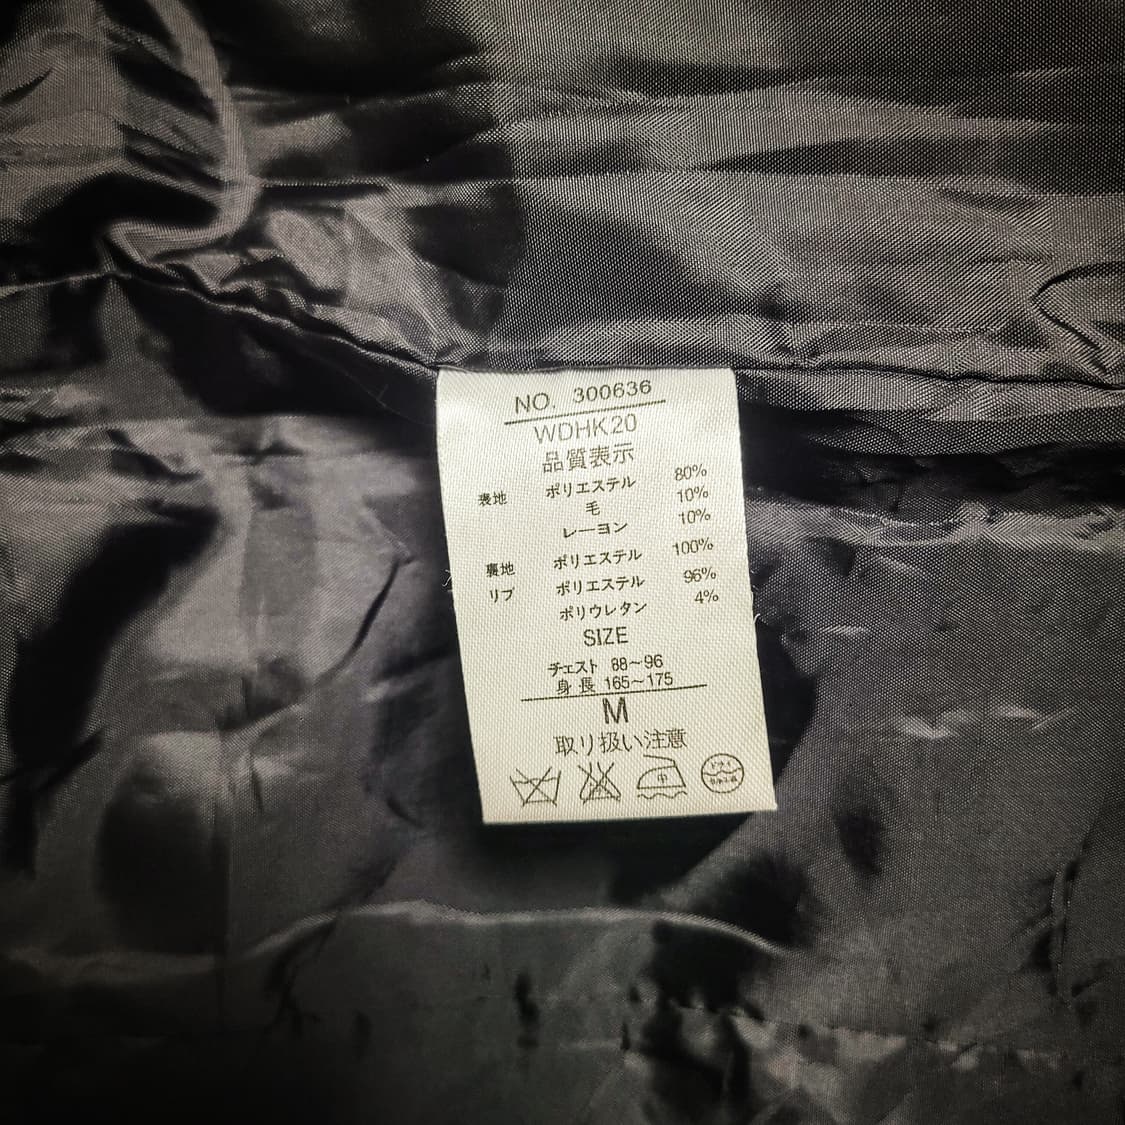 NO. 300636
WDHK20
品質表示
表地 ポリエステル 80%
毛 10%
レーヨン 10%
裏地 ポリエステル 100%
リブ ポリエステル 96%
ポリウレタン 4%
SIZE
チェスト 88~96
身長 165~175
M
取り扱い注意
中